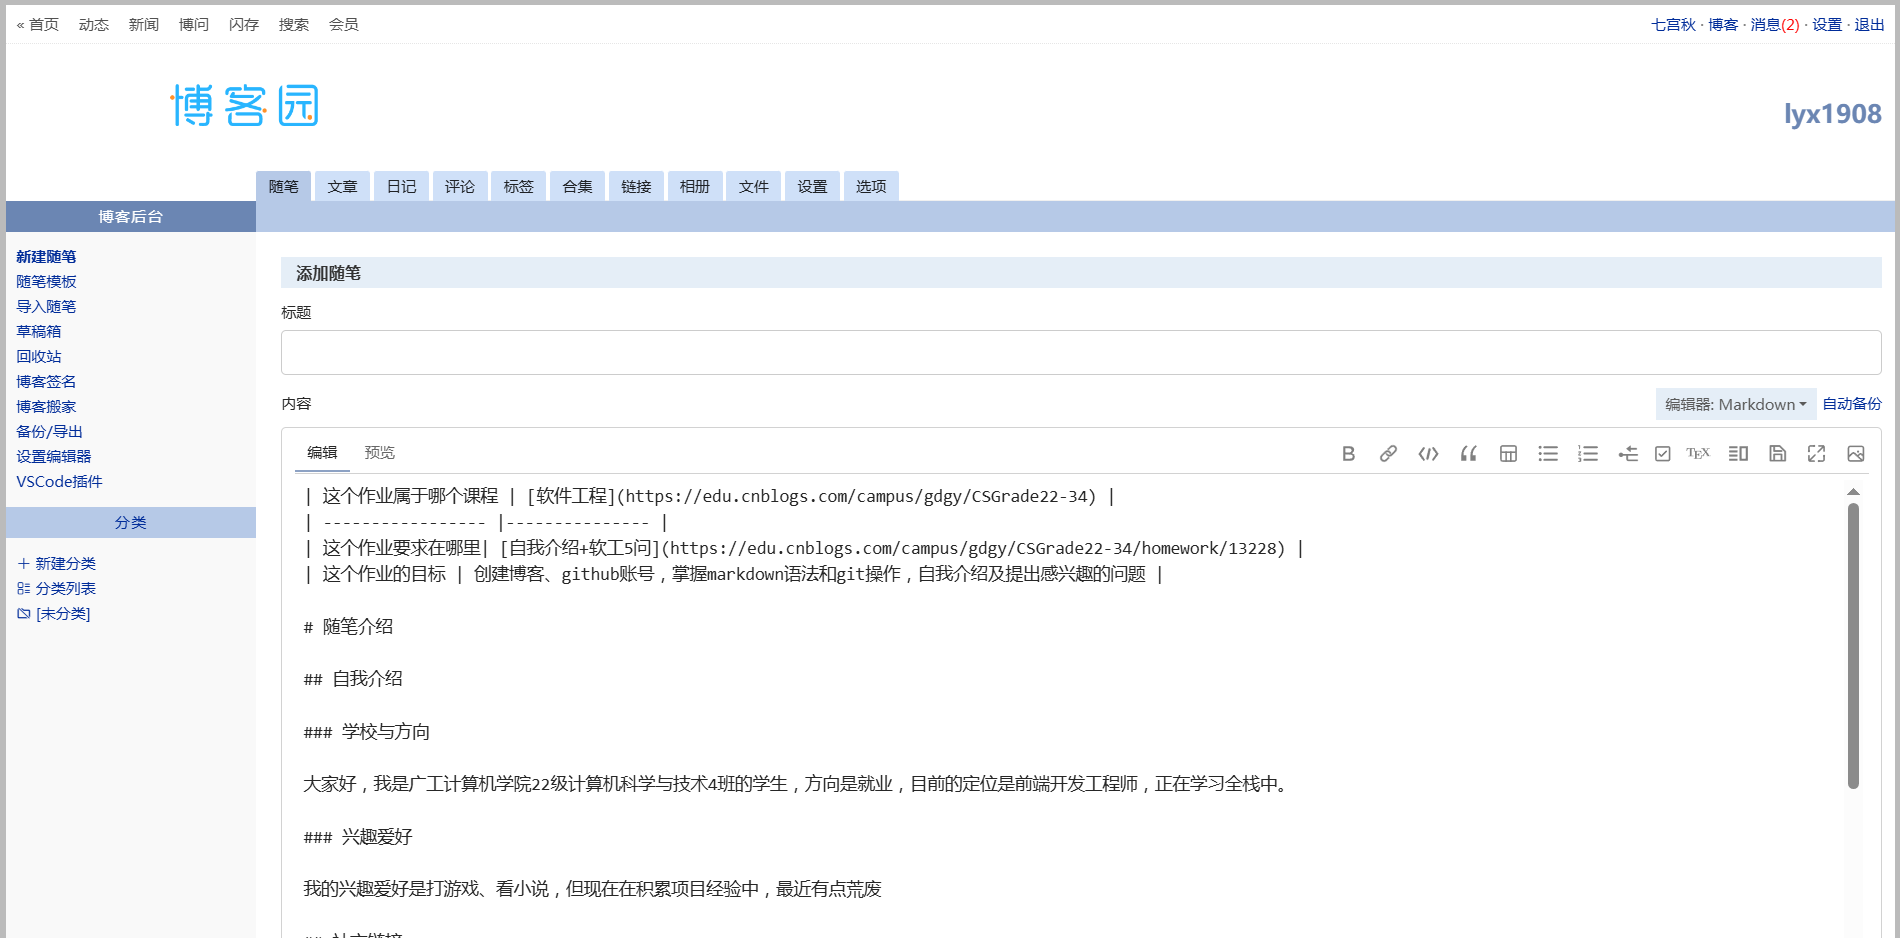 « 首页 动态 新闻 博问 闪存 搜索 会员
七宫秋 · 博客 · 消息(2) · 设置 · 退出
博客园
lyx1908
随笔 文章 日记 评论 标签 合集 链接 相册 文件 设置 选项
博客后台
新建随笔
随笔模板
导入随笔
草稿箱
回收站
博客签名
博客搬家
备份/导出
设置编辑器
VSCode插件
分类
新建分类
分类列表
[未分类]
添加随笔
标题
内容
编辑器: Markdown 自动备份
编辑 预览
| 这个作业属于哪个课程 | [软件工程](https://edu.cnblogs.com/campus/gdgy/CSGrade22-34) |
| ----------------- |--------------- |
| 这个作业要求在哪里| [自我介绍+软工5问](https://edu.cnblogs.com/campus/gdgy/CSGrade22-34/homework/13228) |
| 这个作业的目标 | 创建博客、github账号，掌握markdown语法和git操作，自我介绍及提出感兴趣的问题 |
# 随笔介绍
## 自我介绍
### 学校与方向
大家好，我是广工计算机学院22级计算机科学与技术4班的学生，方向是就业，目前的定位是前端开发工程师，正在学习全栈中。
### 兴趣爱好
我的兴趣爱好是打游戏、看小说，但现在在积累项目经验中，最近有点荒废